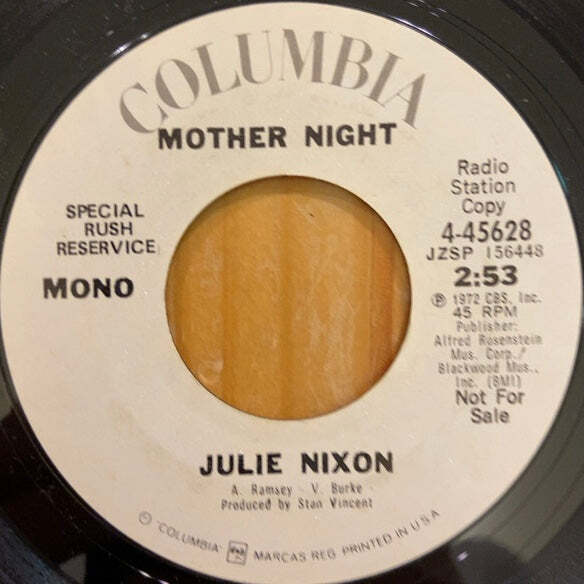 COLUMBIA
MOTHER NIGHT
SPECIAL
RUSH
RESERVICE
MONO
Radio
Station
Copy
4-45628
JZSP 156448
2:53
Ⓟ 1972 CBS, Inc.
45 RPM
Publisher:
Alfred Rosenstein
Mus. Corp./
Blackwood Mus.,
Inc. (BMI)
Not For
Sale
JULIE NIXON
A. Ramsey - V. Burke
Produced by Stan Vincent
© "COLUMBIA" MARCAS REG. PRINTED IN U S A